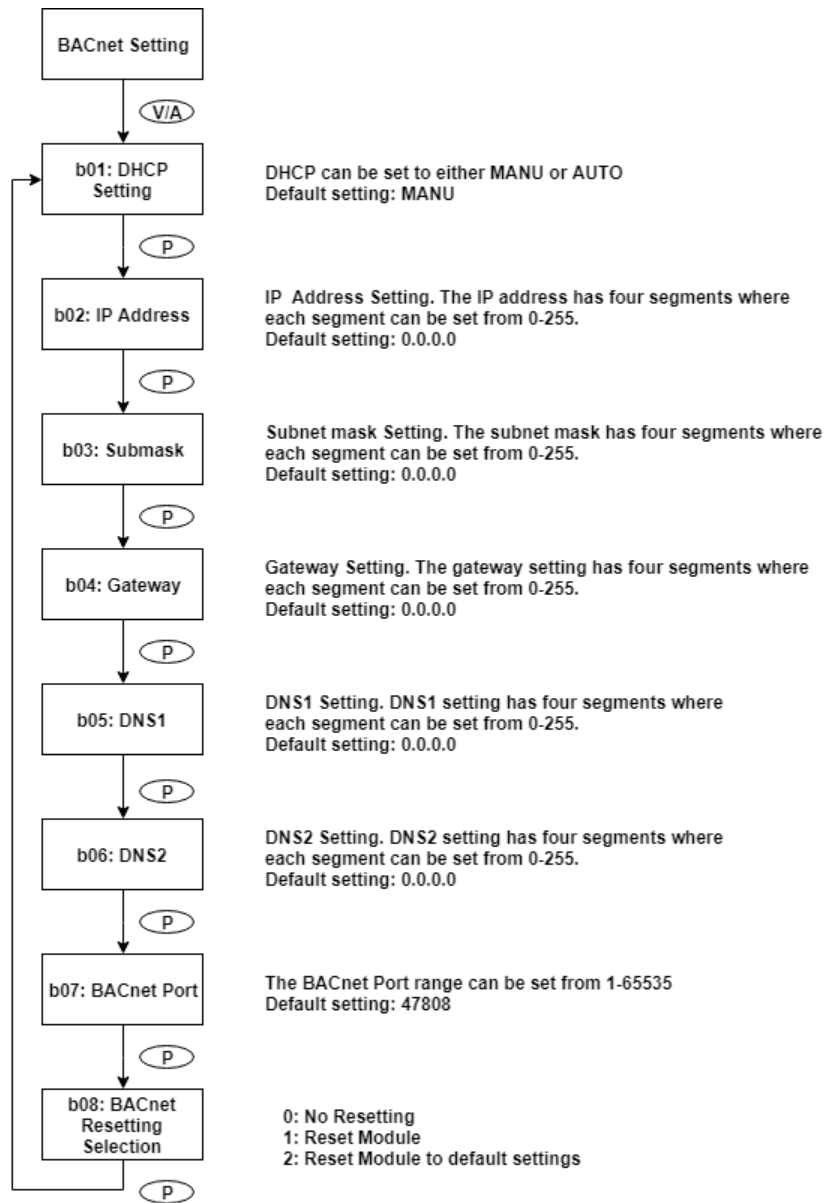 BACnet Setting
V/A
b01: DHCP
Setting
DHCP can be set to either MANU or AUTO
Default setting: MANU
P
b02: IP Address
IP  Address Setting. The IP address has four segments where
each segment can be set from 0-255.
Default setting: 0.0.0.0
P
b03: Submask
Subnet mask Setting. The subnet mask has four segments where
each segment can be set from 0-255.
Default setting: 0.0.0.0
P
b04: Gateway
Gateway Setting. The gateway setting has four segments where
each segment can be set from 0-255.
Default setting: 0.0.0.0
P
b05: DNS1
DNS1 Setting. DNS1 setting has four segments where
each segment can be set from 0-255.
Default setting: 0.0.0.0
P
b06: DNS2
DNS2 Setting. DNS2 setting has four segments where
each segment can be set from 0-255.
Default setting: 0.0.0.0
P
b07: BACnet Port
The BACnet Port range can be set from 1-65535
Default setting: 47808
P
b08: BACnet
Resetting
Selection
0: No Resetting
1: Reset Module
2: Reset Module to default settings
P